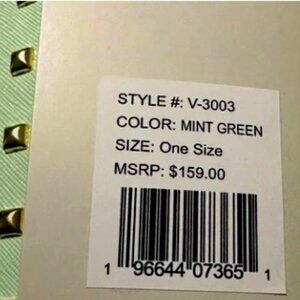 STYLE #: V-3003
COLOR: MINT GREEN
SIZE: One Size
MSRP: $159.00
1 96644 07365 1